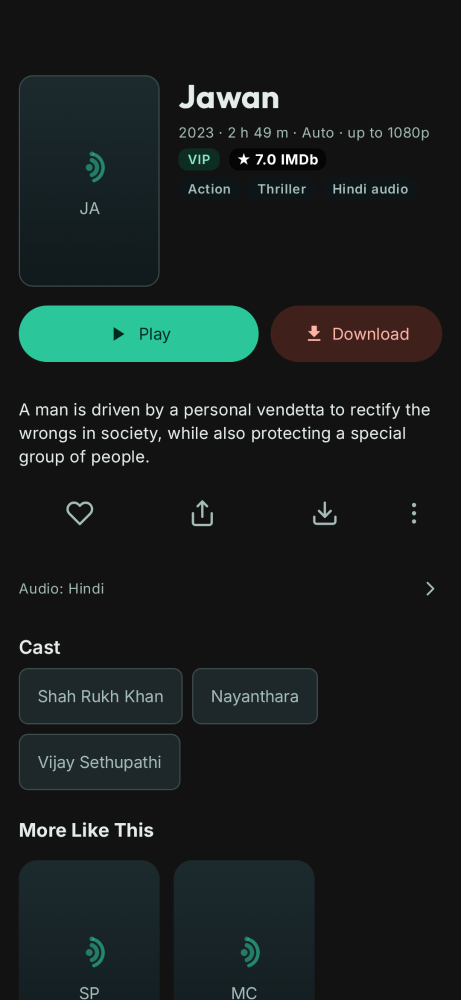 JA
Jawan
2023 · 2 h 49 m · Auto · up to 1080p
VIP
★ 7.0 IMDb
Action
Thriller
Hindi audio
Play
Download
A man is driven by a personal vendetta to rectify the
wrongs in society, while also protecting a special
group of people.
Audio: Hindi
Cast
Shah Rukh Khan
Nayanthara
Vijay Sethupathi
More Like This
SP
MC